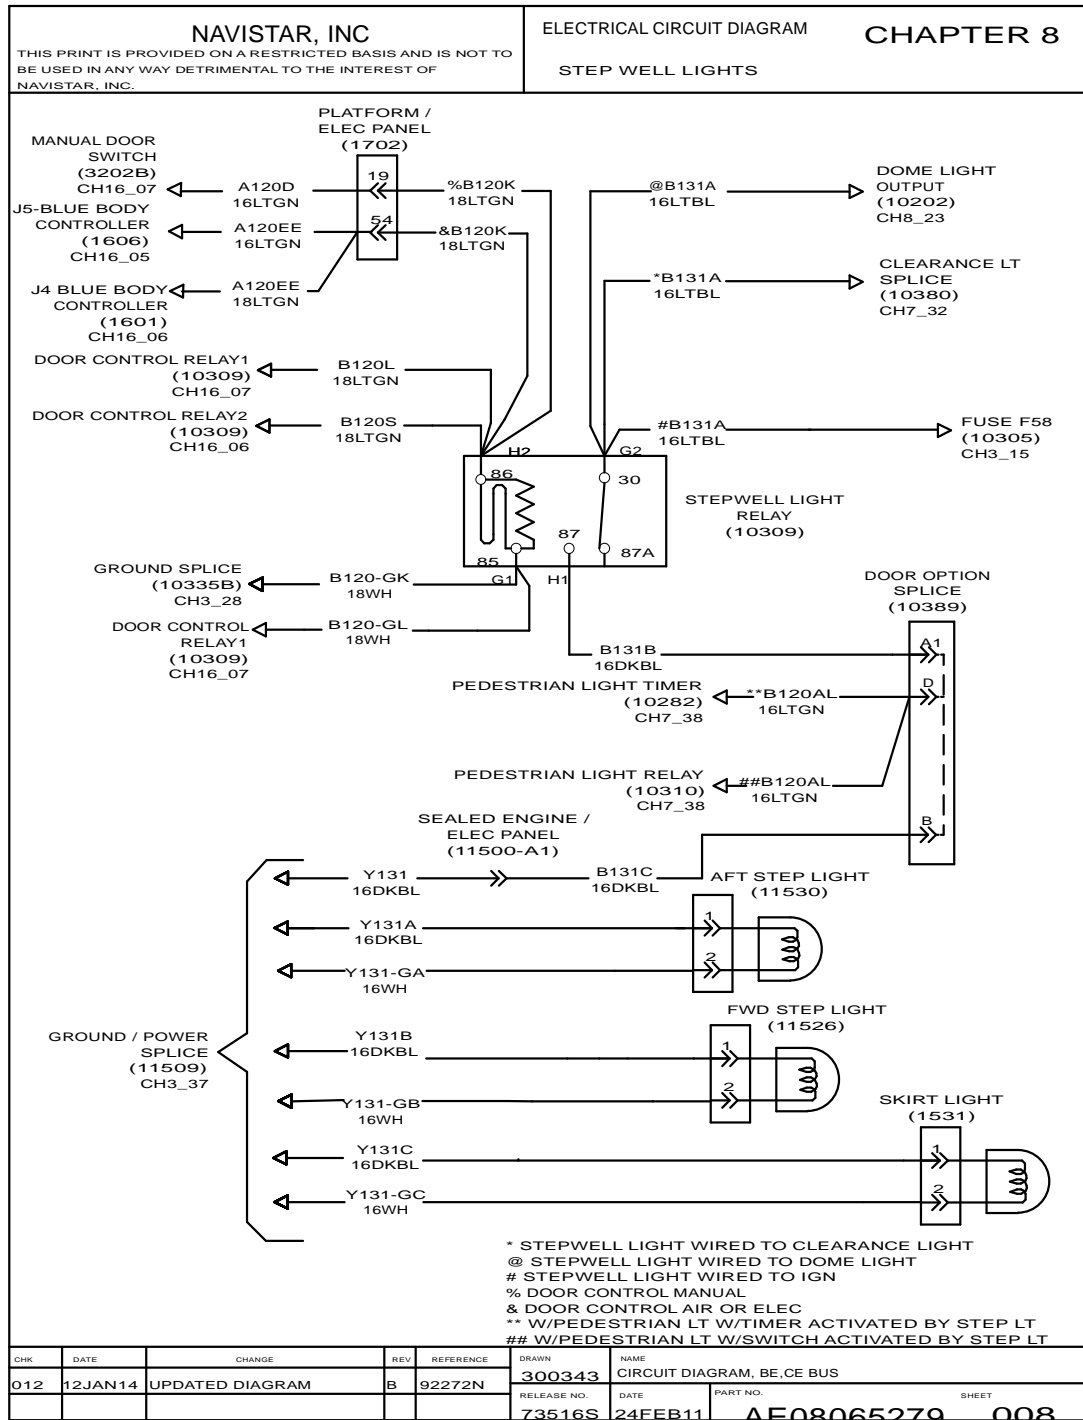 NAVISTAR, INC
THIS PRINT IS PROVIDED ON A RESTRICTED BASIS AND IS NOT TO
BE USED IN ANY WAY DETRIMENTAL TO THE INTEREST OF
NAVISTAR, INC.
ELECTRICAL CIRCUIT DIAGRAM
STEP WELL LIGHTS
CHAPTER 8
PLATFORM /
ELEC PANEL
(1702)
MANUAL DOOR
SWITCH
(3202B)
CH16_07
A120D
16LTGN
19
%B120K
18LTGN
J5-BLUE BODY
CONTROLLER
(1606)
CH16_05
A120EE
16LTGN
54
&B120K
18LTGN
J4 BLUE BODY
CONTROLLER
(1601)
CH16_06
A120EE
18LTGN
DOOR CONTROL RELAY1
(10309)
CH16_07
B120L
18LTGN
DOOR CONTROL RELAY2
(10309)
CH16_06
B120S
18LTGN
@B131A
16LTBL
DOME LIGHT
OUTPUT
(10202)
CH8_23
*B131A
16LTBL
CLEARANCE LT
SPLICE
(10380)
CH7_32
#B131A
16LTBL
FUSE F58
(10305)
CH3_15
H2
G2
86
30
87
85
87A
G1
H1
STEPWELL LIGHT
RELAY
(10309)
GROUND SPLICE
(10335B)
CH3_28
B120-GK
18WH
DOOR CONTROL
RELAY1
(10309)
CH16_07
B120-GL
18WH
DOOR OPTION
SPLICE
(10389)
B131B
16DKBL
A1
PEDESTRIAN LIGHT TIMER
(10282)
CH7_38
**B120AL
16LTGN
D
PEDESTRIAN LIGHT RELAY
(10310)
CH7_38
##B120AL
16LTGN
B
SEALED ENGINE /
ELEC PANEL
(11500-A1)
Y131
16DKBL
B131C
16DKBL
AFT STEP LIGHT
(11530)
Y131A
16DKBL
1
Y131-GA
16WH
2
FWD STEP LIGHT
(11526)
GROUND / POWER
SPLICE
(11509)
CH3_37
Y131B
16DKBL
1
Y131-GB
16WH
2
SKIRT LIGHT
(1531)
Y131C
16DKBL
1
Y131-GC
16WH
2
* STEPWELL LIGHT WIRED TO CLEARANCE LIGHT
@ STEPWELL LIGHT WIRED TO DOME LIGHT
# STEPWELL LIGHT WIRED TO IGN
% DOOR CONTROL MANUAL
& DOOR CONTROL AIR OR ELEC
** W/PEDESTRIAN LT W/TIMER ACTIVATED BY STEP LT
## W/PEDESTRIAN LT W/SWITCH ACTIVATED BY STEP LT
CHK DATE CHANGE REV REFERENCE
012 12JAN14 UPDATED DIAGRAM B 92272N
DRAWN
300343
NAME
CIRCUIT DIAGRAM, BE,CE BUS
RELEASE NO.
73516S
DATE
24FEB11
PART NO.
AE08065279
SHEET
008